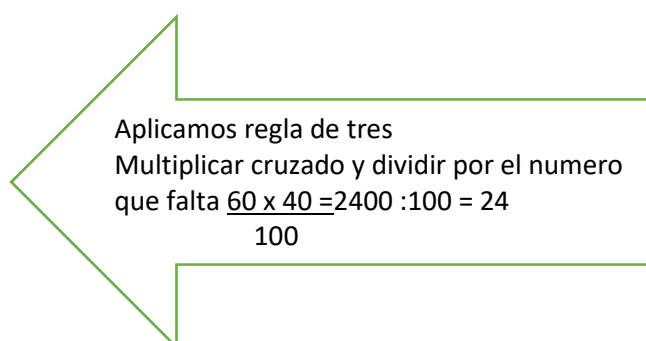 Aplicamos regla de tres
Multiplicar cruzado y dividir por el numero
que falta 60 x 40 =2400 :100 = 24
100